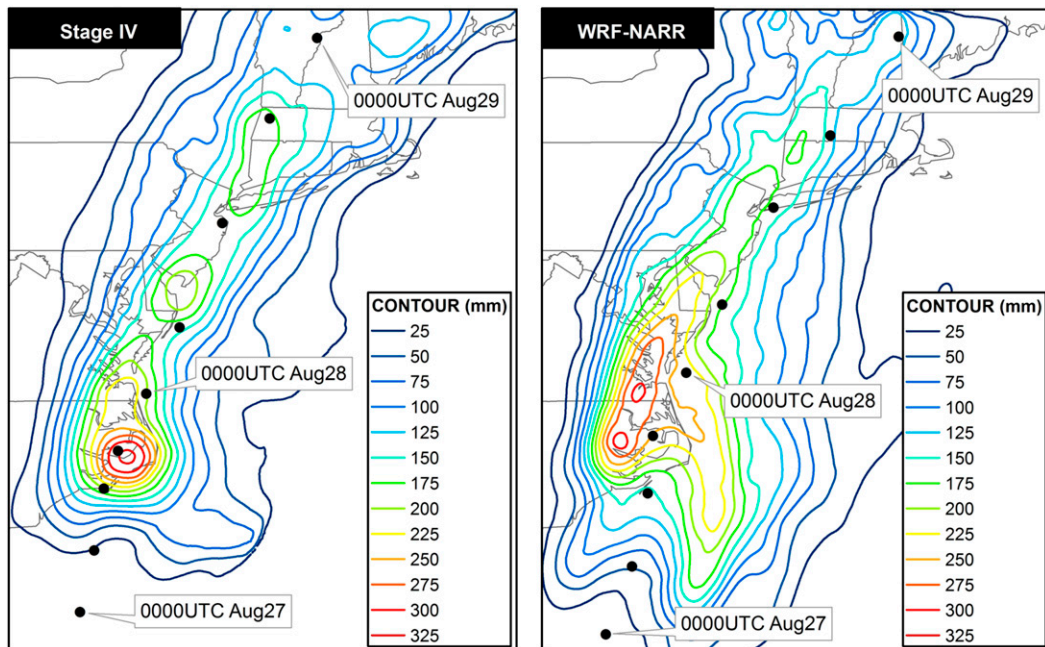 Stage IV
0000UTC Aug29
0000UTC Aug28
0000UTC Aug27
CONTOUR (mm)
25
50
75
100
125
150
175
200
225
250
275
300
325
WRF-NARR
0000UTC Aug29
0000UTC Aug28
0000UTC Aug27
CONTOUR (mm)
25
50
75
100
125
150
175
200
225
250
275
300
325